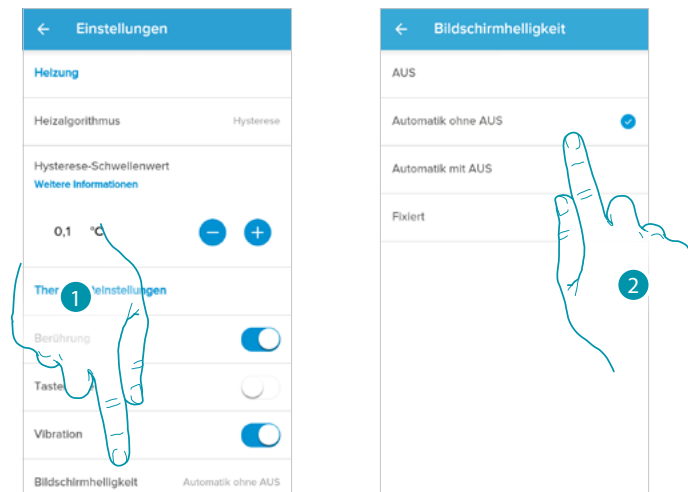 Einstellungen
Heizung
Heizalgorithmus Hysterese
Hysterese-Schwellenwert
Weitere Informationen
0,1 °C
Ther einstellungen
1
Berührung
Taste
Vibration
Bildschirmhelligkeit Automatik ohne AUS
Bildschirmhelligkeit
AUS
Automatik ohne AUS
Automatik mit AUS
Fixiert
2